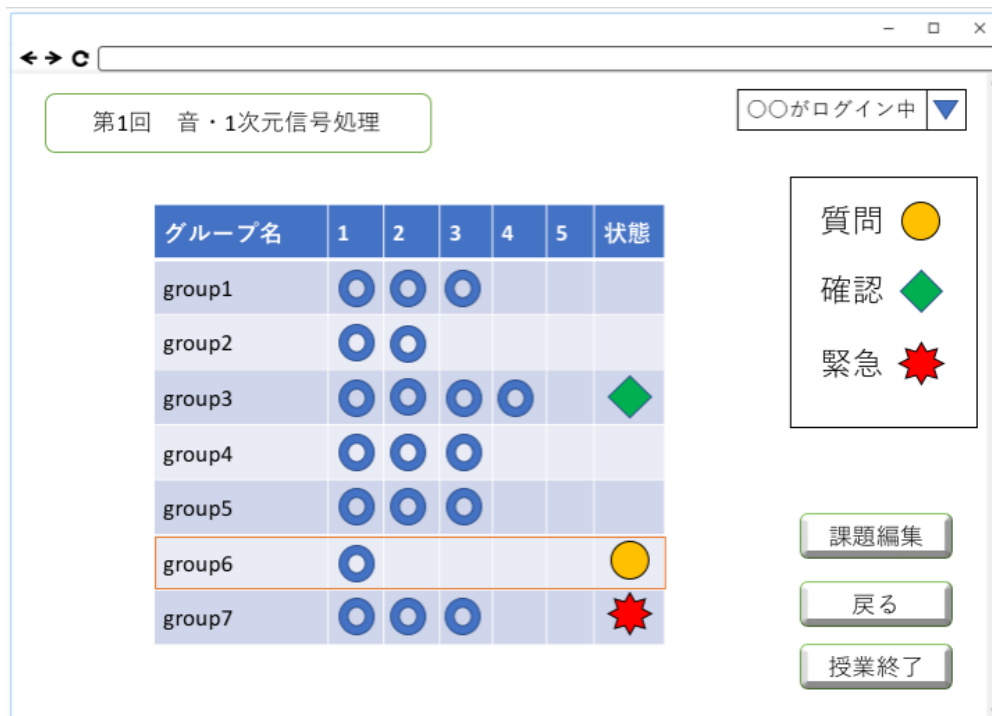 第1回　音・1次元信号処理
○○がログイン中
グループ名 1 2 3 4 5 状態
group1
group2
group3
group4
group5
group6
group7
質問
確認
緊急
課題編集
戻る
授業終了